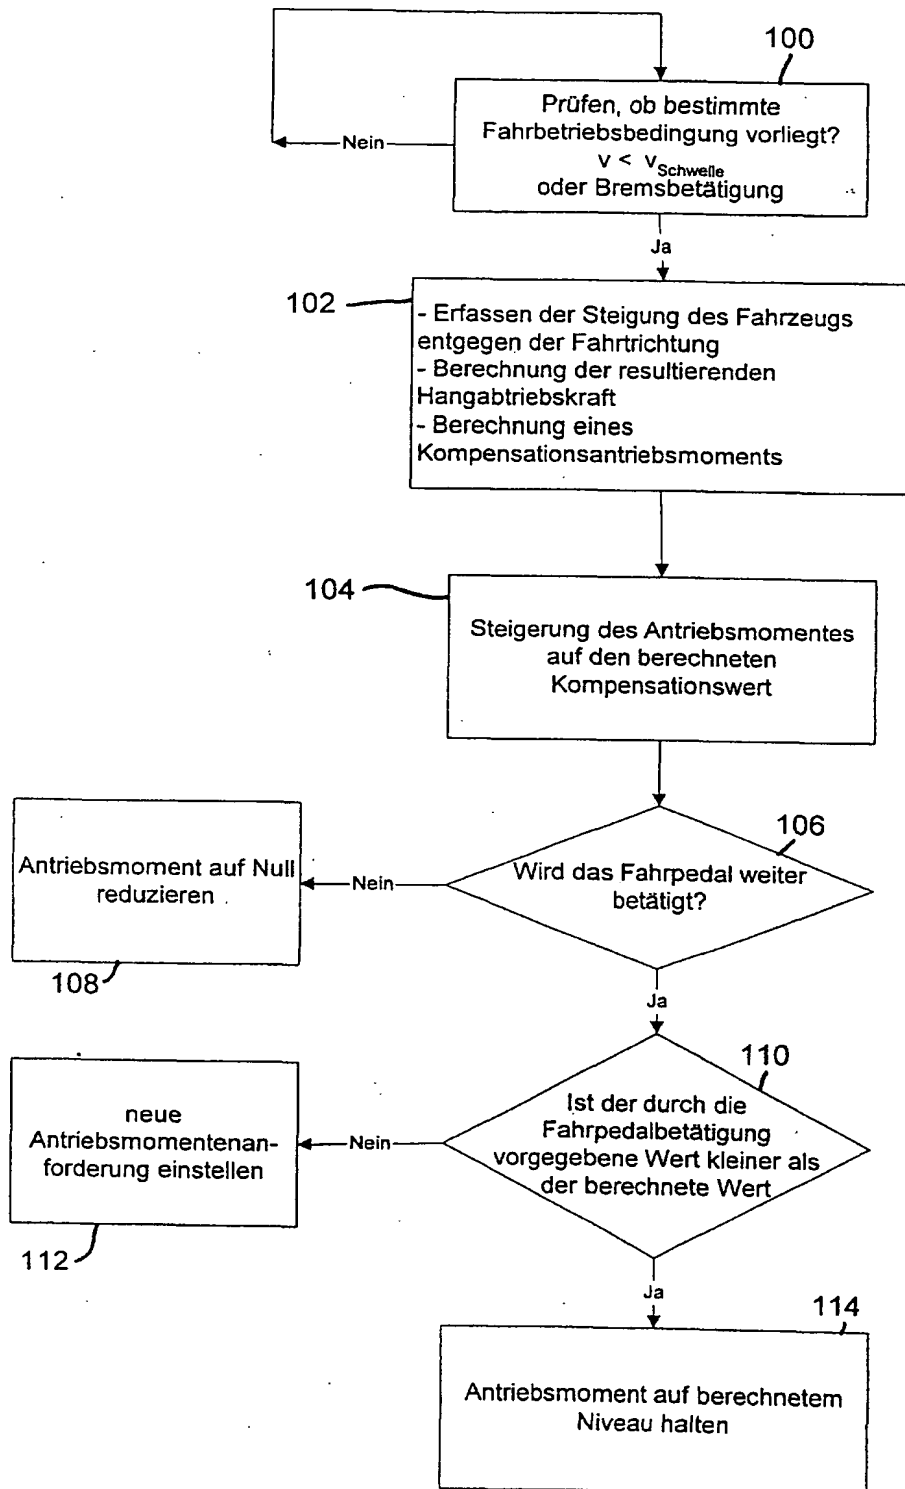 100
Prüfen, ob bestimmte
Fahrbetriebsbedingung vorliegt?
v < vSchwelle
oder Bremsbetätigung
Nein
Ja
102
- Erfassen der Steigung des Fahrzeugs
entgegen der Fahrtrichtung
- Berechnung der resultierenden
Hangabtriebskraft
- Berechnung eines
Kompensationsantriebsmoments
104
Steigerung des Antriebsmomentes
auf den berechneten
Kompensationswert
106
Wird das Fahrpedal weiter
betätigt?
Nein
Antriebsmoment auf Null
reduzieren
108
Ja
110
Ist der durch die
Fahrpedalbetätigung
vorgegebene Wert kleiner als
der berechnete Wert
Nein
neue
Antriebsmomentenan-
forderung einstellen
112
Ja
114
Antriebsmoment auf berechnetem
Niveau halten